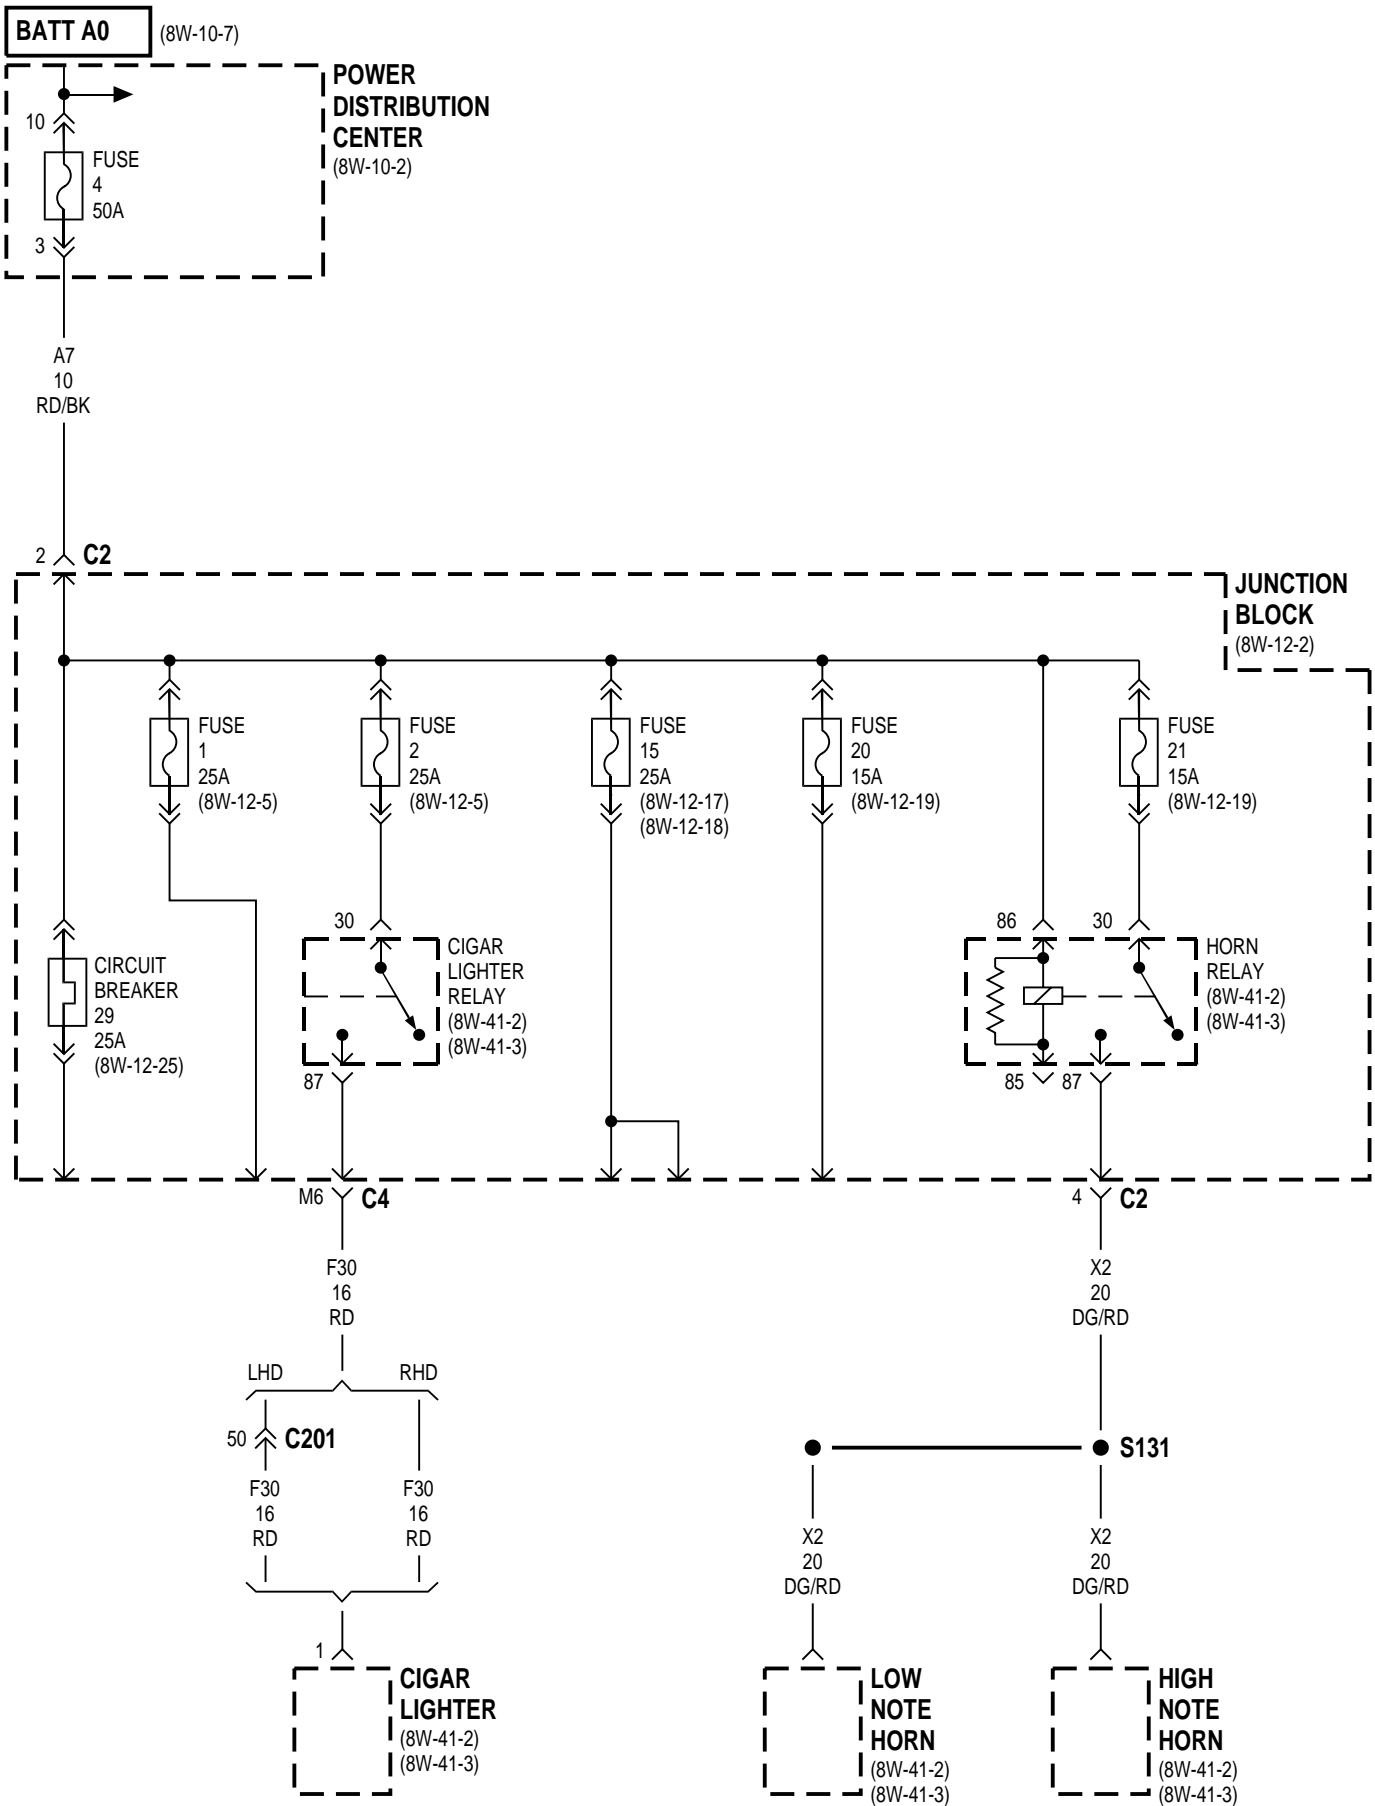 BATT A0
(8W-10-7)
POWER
DISTRIBUTION
CENTER
(8W-10-2)
10
FUSE
4
50A
3
A7
10
RD/BK
2
C2
JUNCTION
BLOCK
(8W-12-2)
FUSE
1
25A
(8W-12-5)
FUSE
2
25A
(8W-12-5)
FUSE
15
25A
(8W-12-17)
(8W-12-18)
FUSE
20
15A
(8W-12-19)
FUSE
21
15A
(8W-12-19)
CIRCUIT
BREAKER
29
25A
(8W-12-25)
30
CIGAR
LIGHTER
RELAY
(8W-41-2)
(8W-41-3)
87
86
30
HORN
RELAY
(8W-41-2)
(8W-41-3)
85
87
M6
C4
4
C2
F30
16
RD
X2
20
DG/RD
LHD
RHD
50
C201
S131
F30
16
RD
F30
16
RD
X2
20
DG/RD
X2
20
DG/RD
1
CIGAR
LIGHTER
(8W-41-2)
(8W-41-3)
LOW
NOTE
HORN
(8W-41-2)
(8W-41-3)
HIGH
NOTE
HORN
(8W-41-2)
(8W-41-3)